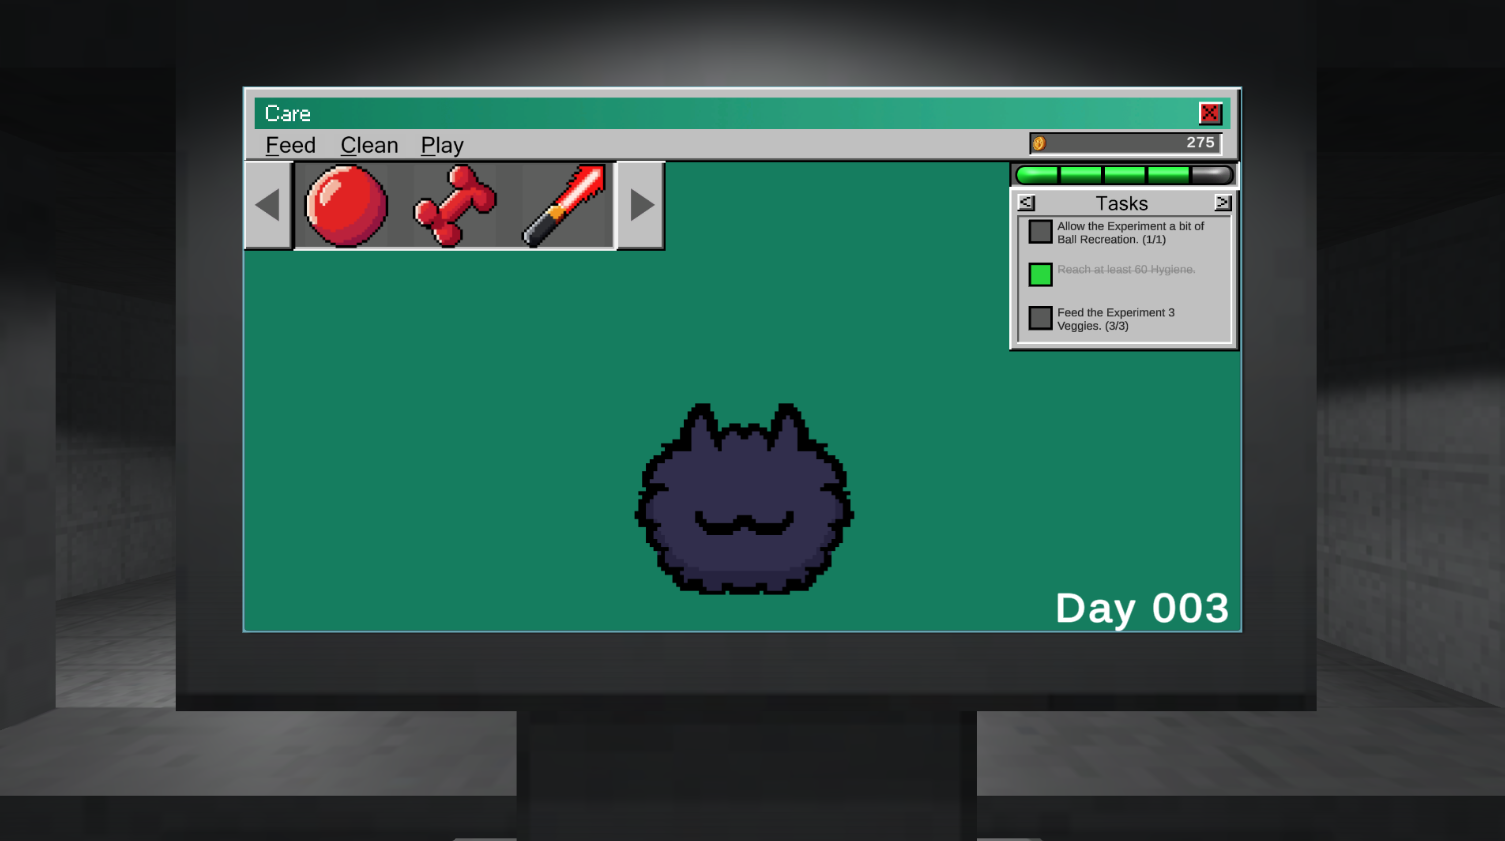 Care
Feed Clean Play
275
< Tasks >
Allow the Experiment a bit of
Ball Recreation. (1/1)
Reach at least 60 Hygiene.
Feed the Experiment 3
Veggies. (3/3)
Day 003